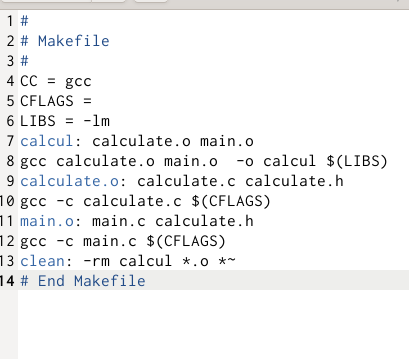 1 #
2 # Makefile
3 #
4 CC = gcc
5 CFLAGS =
6 LIBS = -lm
7 calcul: calculate.o main.o
8 gcc calculate.o main.o  -o calcul $(LIBS)
9 calculate.o: calculate.c calculate.h
10 gcc -c calculate.c $(CFLAGS)
11 main.o: main.c calculate.h
12 gcc -c main.c $(CFLAGS)
13 clean: -rm calcul *.o *~
14 # End Makefile